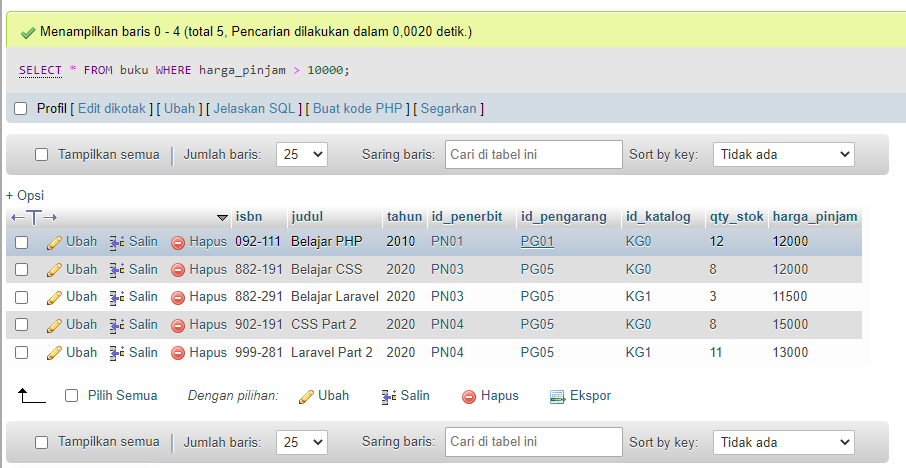 Menampilkan baris 0 - 4 (total 5, Pencarian dilakukan dalam 0,0020 detik.)
SELECT * FROM buku WHERE harga_pinjam > 10000;
Profil [ Edit dikotak ] [ Ubah ] [ Jelaskan SQL ] [ Buat kode PHP ] [ Segarkan ]
Tampilkan semua Jumlah baris: 25 Saring baris: Cari di tabel ini Sort by key: Tidak ada
+ Opsi
isbn judul tahun id_penerbit id_pengarang id_katalog qty_stok harga_pinjam
Ubah Salin Hapus 092-111 Belajar PHP 2010 PN01 PG01 KG0 12 12000
Ubah Salin Hapus 882-191 Belajar CSS 2020 PN03 PG05 KG0 8 12000
Ubah Salin Hapus 882-291 Belajar Laravel 2020 PN03 PG05 KG1 3 11500
Ubah Salin Hapus 902-191 CSS Part 2 2020 PN04 PG05 KG0 8 15000
Ubah Salin Hapus 999-281 Laravel Part 2 2020 PN04 PG05 KG1 11 13000
Pilih Semua Dengan pilihan: Ubah Salin Hapus Ekspor
Tampilkan semua Jumlah baris: 25 Saring baris: Cari di tabel ini Sort by key: Tidak ada